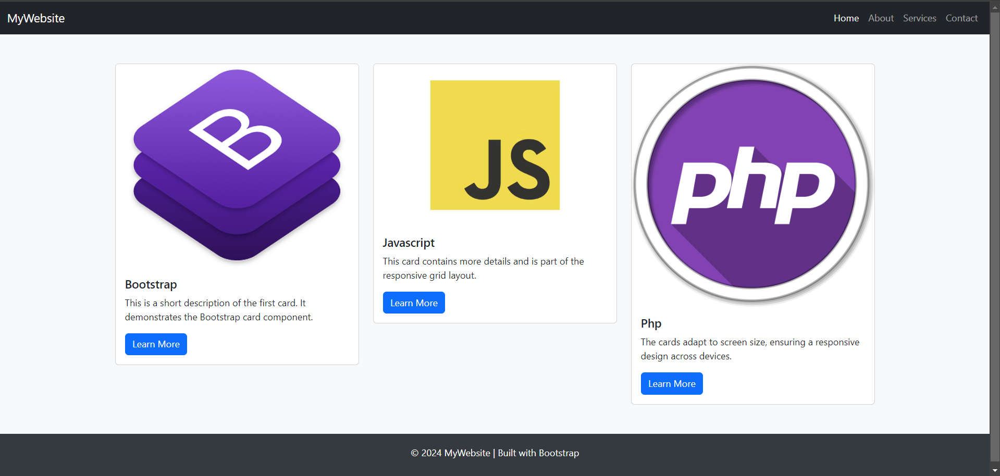 MyWebsite
Home About Services Contact
B
Bootstrap
This is a short description of the first card. It
demonstrates the Bootstrap card component.
Learn More
JS
Javascript
This card contains more details and is part of the
responsive grid layout.
Learn More
php
Php
The cards adapt to screen size, ensuring a responsive
design across devices.
Learn More
© 2024 MyWebsite | Built with Bootstrap